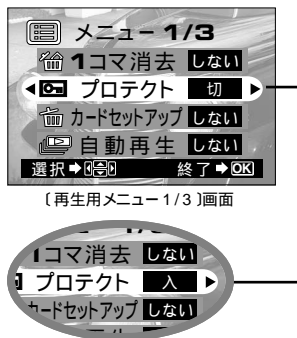 メニュー 1/3
1コマ消去 しない
プロテクト 切
カードセットアップ しない
自動再生 しない
選択 終了 OK
〔再生用メニュー1/3〕画面
1コマ消去 しない
プロテクト 入
カードセットアップ しない